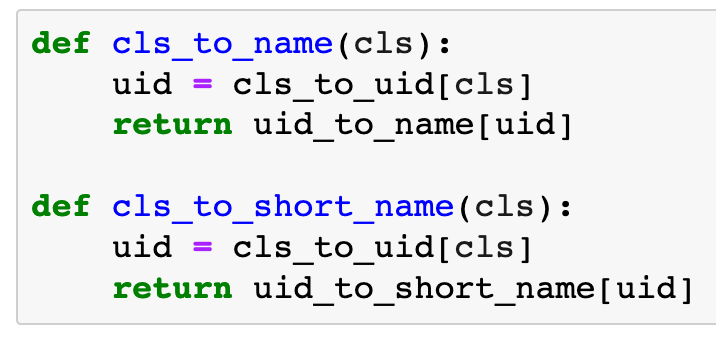 def cls_to_name(cls):
    uid = cls_to_uid[cls]
    return uid_to_name[uid]

def cls_to_short_name(cls):
    uid = cls_to_uid[cls]
    return uid_to_short_name[uid]